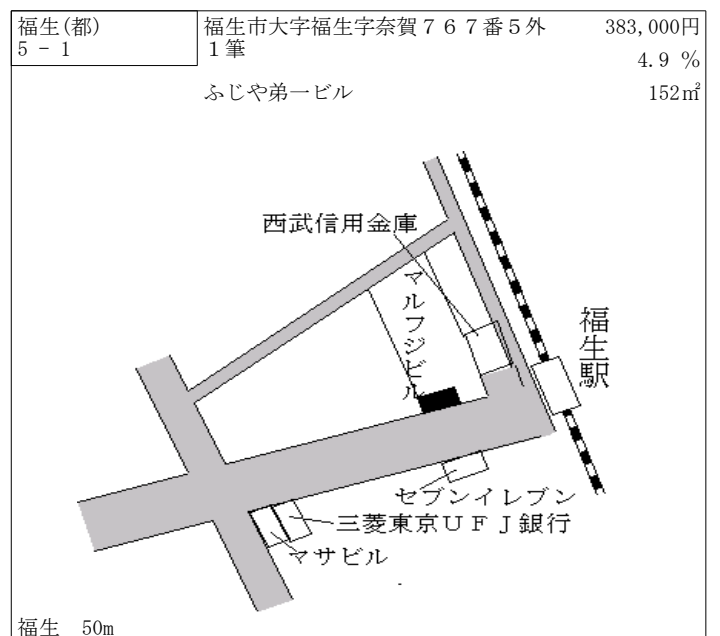 福生(都)
5 - 1
福生市大字福生字奈賀７６７番５外
１筆
383,000円
4.9 %
ふじや弟一ビル
152㎡
西武信用金庫
マルフジビル
福生駅
セブンイレブン
三菱東京ＵＦＪ銀行
マサビル
福生 50m